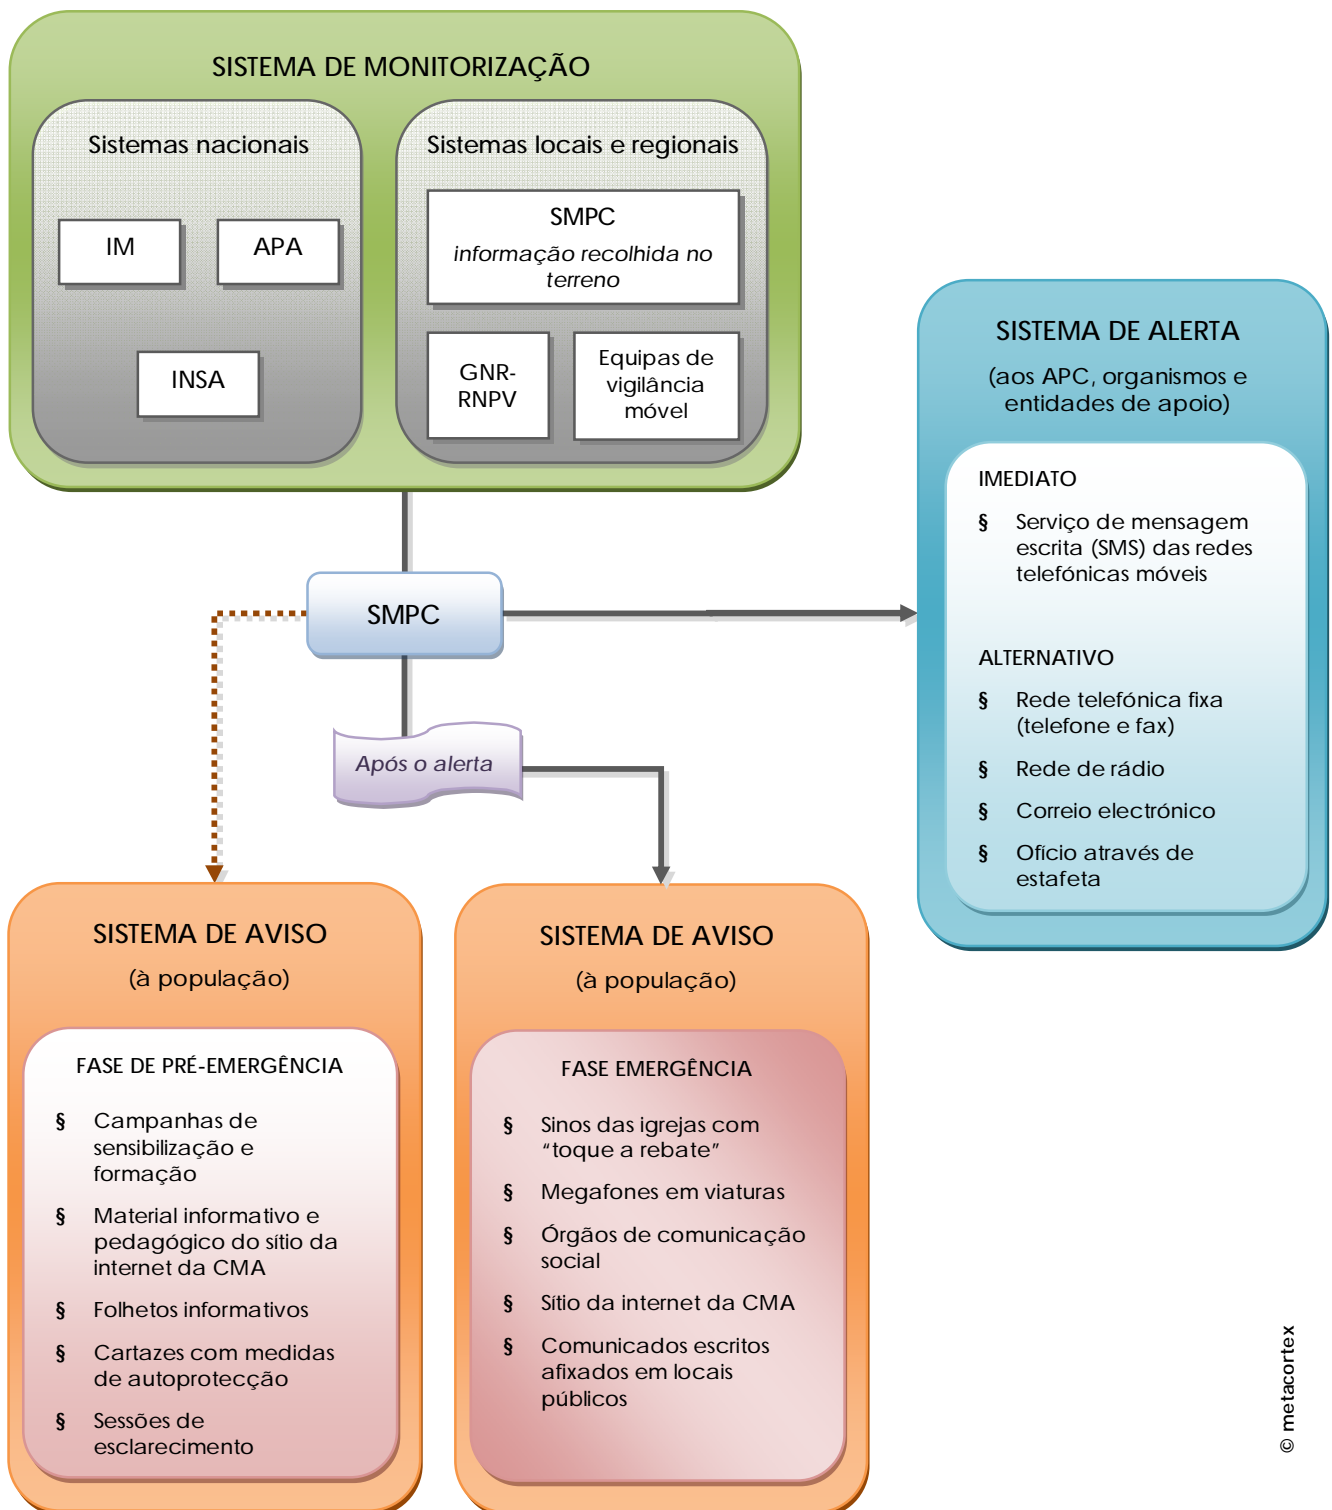 SISTEMA DE MONITORIZAÇÃO
Sistemas nacionais
IM
APA
INSA
Sistemas locais e regionais
SMPC
informação recolhida no
terreno
GNR-
RNPV
Equipas de
vigilância
móvel
SISTEMA DE ALERTA
(aos APC, organismos e
entidades de apoio)
IMEDIATO
§ Serviço de mensagem
escrita (SMS) das redes
telefónicas móveis
ALTERNATIVO
§ Rede telefónica fixa
(telefone e fax)
§ Rede de rádio
§ Correio electrónico
§ Ofício através de
estafeta
SMPC
Após o alerta
SISTEMA DE AVISO
(à população)
FASE DE PRÉ-EMERGÊNCIA
§ Campanhas de
sensibilização e
formação
§ Material informativo e
pedagógico do sítio da
internet da CMA
§ Folhetos informativos
§ Cartazes com medidas
de autoprotecção
§ Sessões de
esclarecimento
SISTEMA DE AVISO
(à população)
FASE EMERGÊNCIA
§ Sinos das igrejas com
“toque a rebate”
§ Megafones em viaturas
§ Órgãos de comunicação
social
§ Sítio da internet da CMA
§ Comunicados escritos
afixados em locais
públicos
© metacortex